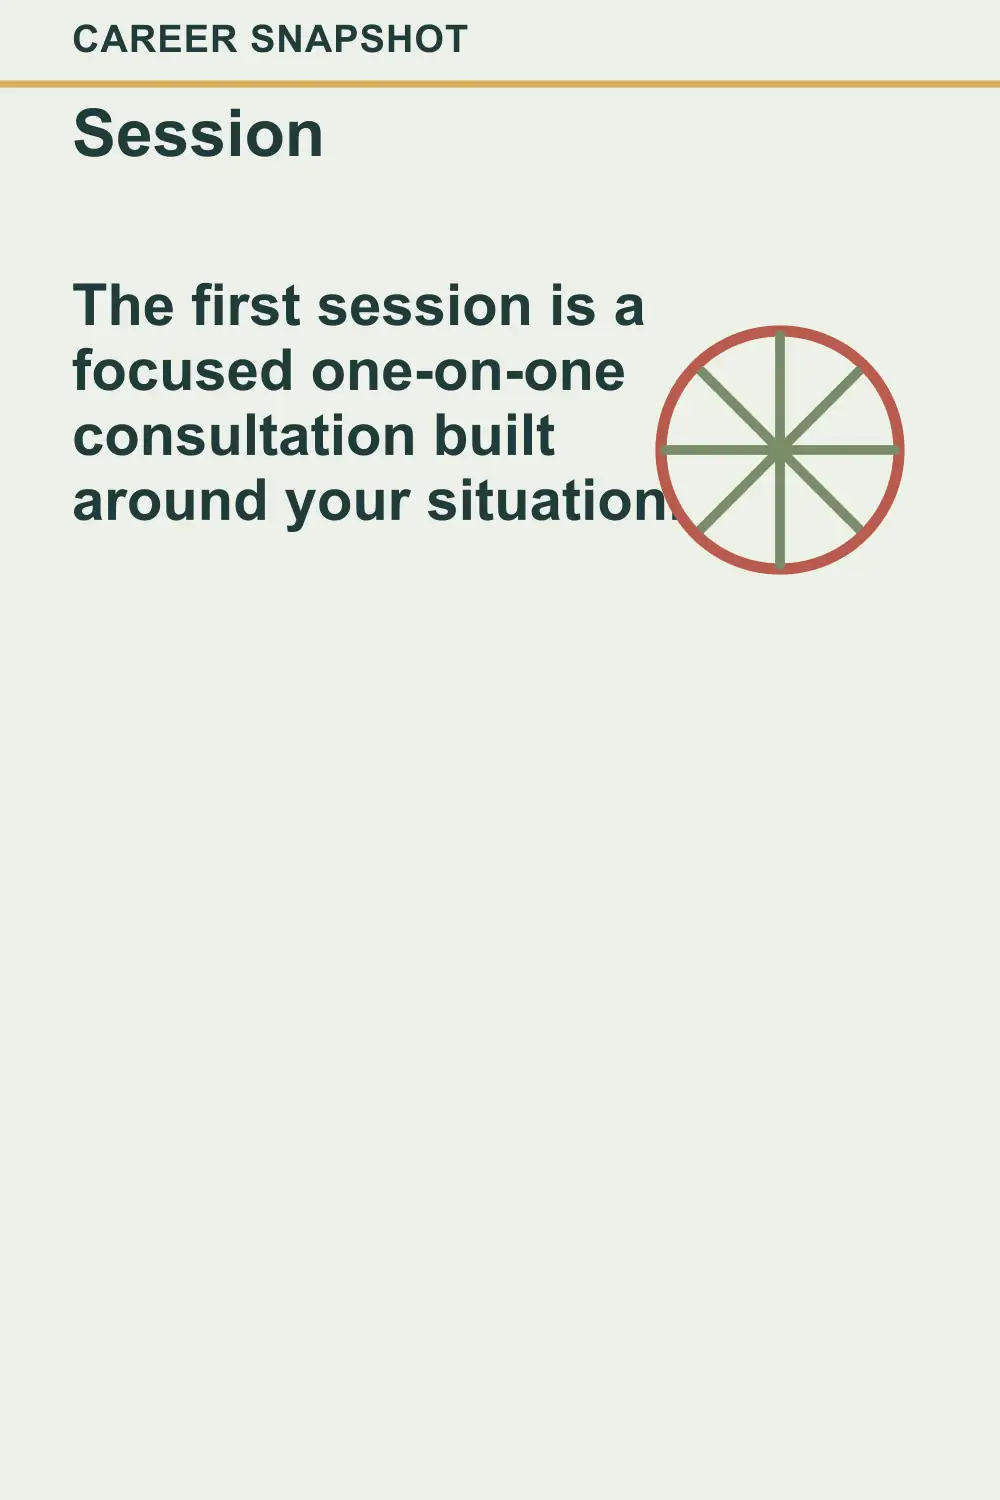 CAREER SNAPSHOT
Session
The first session is a
focused one-on-one
consultation built
around your situation.